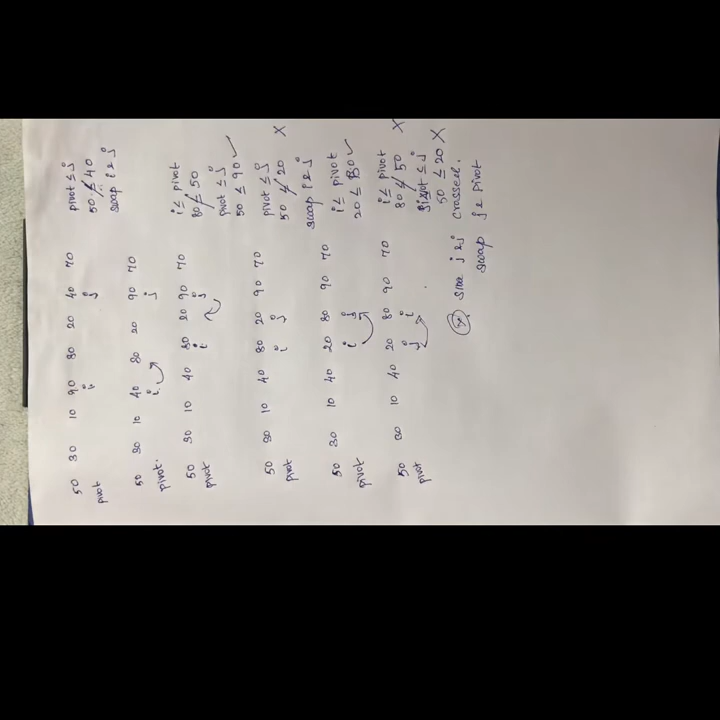 50 30 10 90 80 20 40 70 pivot ≤ j
pivot i j 50 ≤ 40
swap i & j
50 30 10 40 80 20 90 70
pivot. i. j
i ≤ pivot
50 30 10 40 80 20 90 70 80 ≤ 50
pivot i j pivot ≤ j
50 ≤ 90 ✓
50 30 10 40 80 20 90 70 pivot ≤ j
pivot i j 50 ≤ 20 X
swap i & j
50 30 10 40 20 80 90 70 i ≤ pivot
pivot i j 20 ≤ 80 ✓
50 30 10 40 20 80 90 70 i ≤ pivot
pivot j i 80 ≤ 50 X
pivot ≤ j
50 ≤ 20 X
j & j crossed.
swap j & pivot